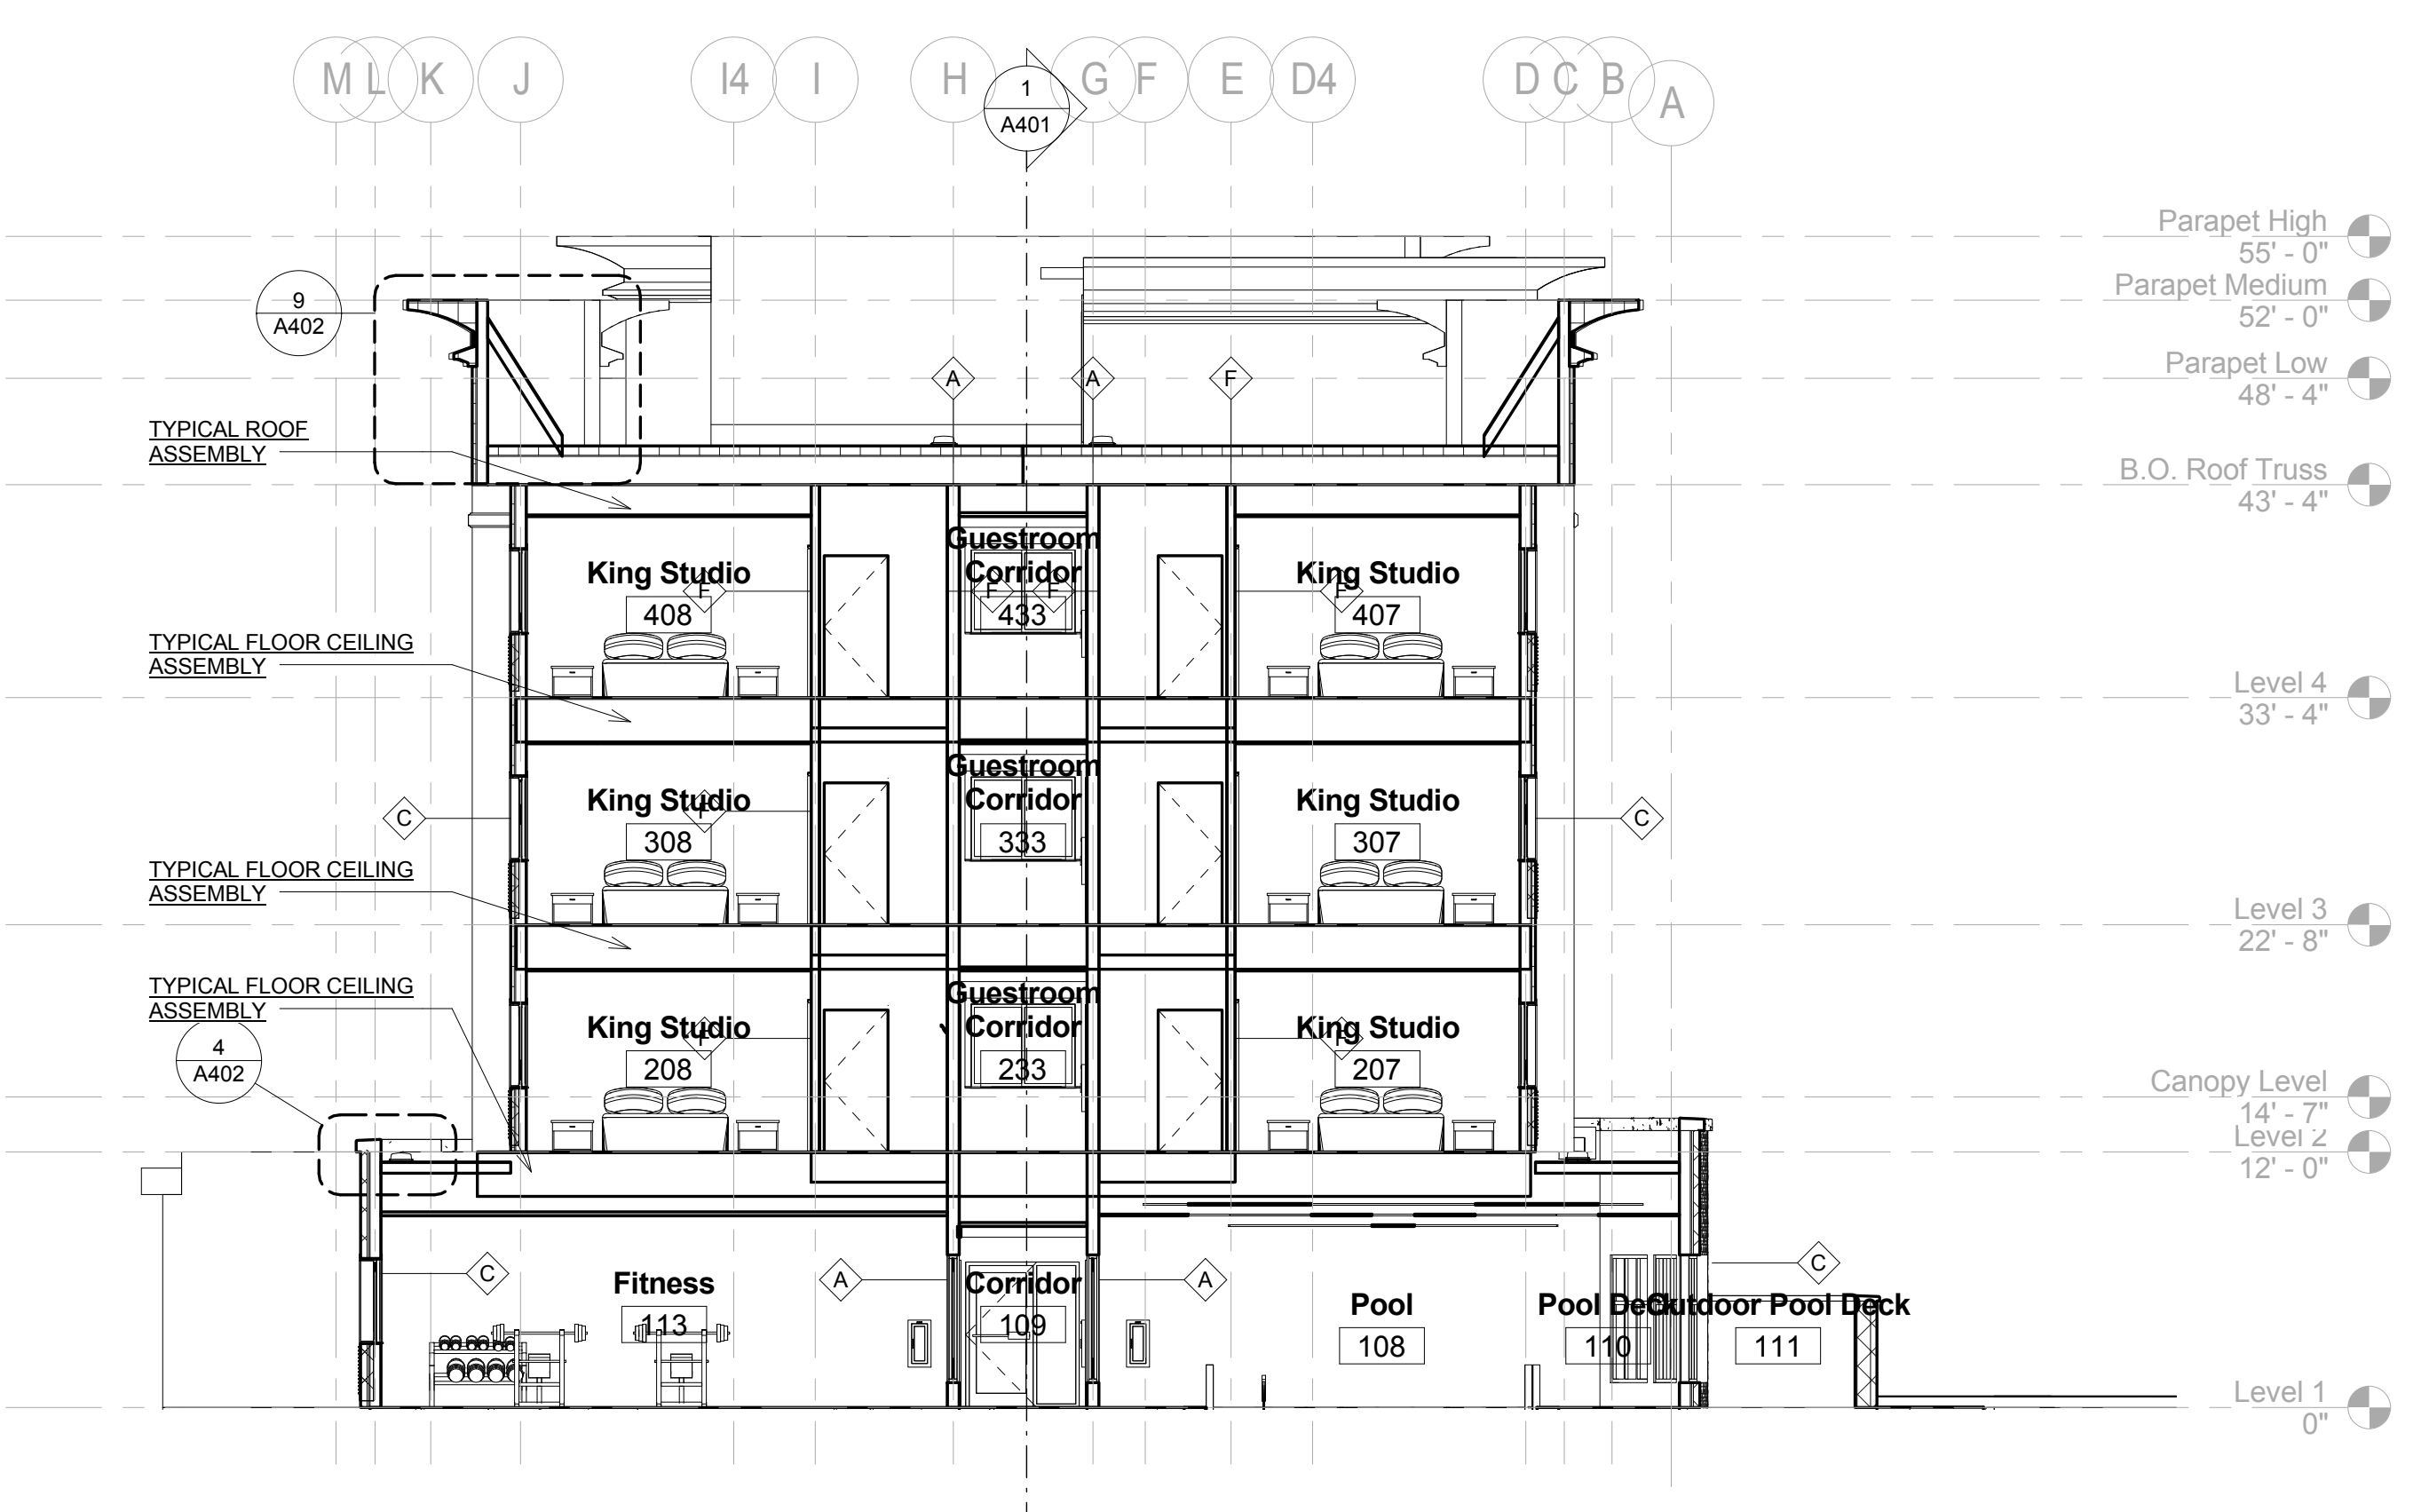 M L K J I4 I H G F E D4 D C B A
1
A401
Parapet High
55' - 0"
Parapet Medium
52' - 0"
9
A402
Parapet Low
48' - 4"
A A F
TYPICAL ROOF
ASSEMBLY
B.O. Roof Truss
43' - 4"
Guestroom
Corridor
433
King Studio
408
King Studio
407
F F F F
TYPICAL FLOOR CEILING
ASSEMBLY
Level 4
33' - 4"
Guestroom
Corridor
333
King Studio
308
King Studio
307
C F C
TYPICAL FLOOR CEILING
ASSEMBLY
Level 3
22' - 8"
TYPICAL FLOOR CEILING
ASSEMBLY
Guestroom
Corridor
233
King Studio
208
King Studio
207
F F
4
A402
Canopy Level
14' - 7"
Level 2
12' - 0"
C A A C
Fitness
113
Corridor
109
Pool
108
Pool Deck
110
Outdoor Pool Deck
111
Level 1
0"